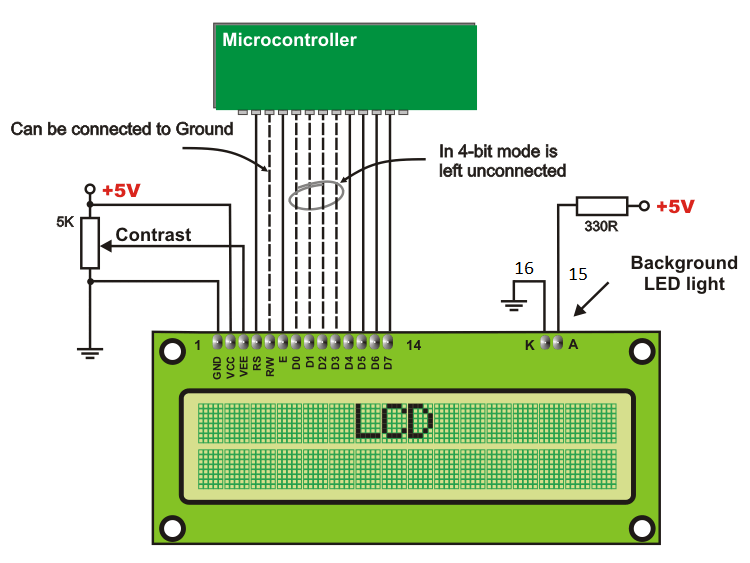 Microcontroller
Can be connected to Ground
In 4-bit mode is
left unconnected
+5V
5K
Contrast
+5V
330R
16
15
Background
LED light
1
14
K
A
GND
VCC
VEE
RS
R/W
E
D0
D1
D2
D3
D4
D5
D6
D7
LCD